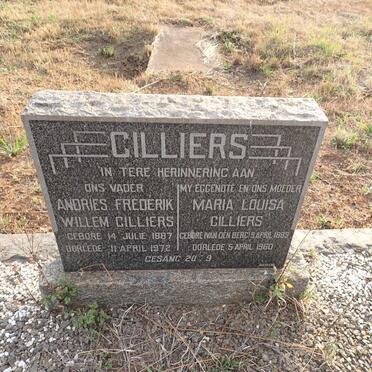 CILLIERS
IN TERE HERINNERING AAN
ONS VADER
ANDRIES FREDERIK
WILLEM CILLIERS
GEBORE 14 JULIE 1887
OORLEDE 11 APRIL 1972
MY EGGENOTE EN ONS MOEDER
MARIA LOUISA
CILLIERS
GEBORE VAN DEN BERG 9 APRIL 1889
OORLEDE 5 APRIL 1960
GESANG 20 9